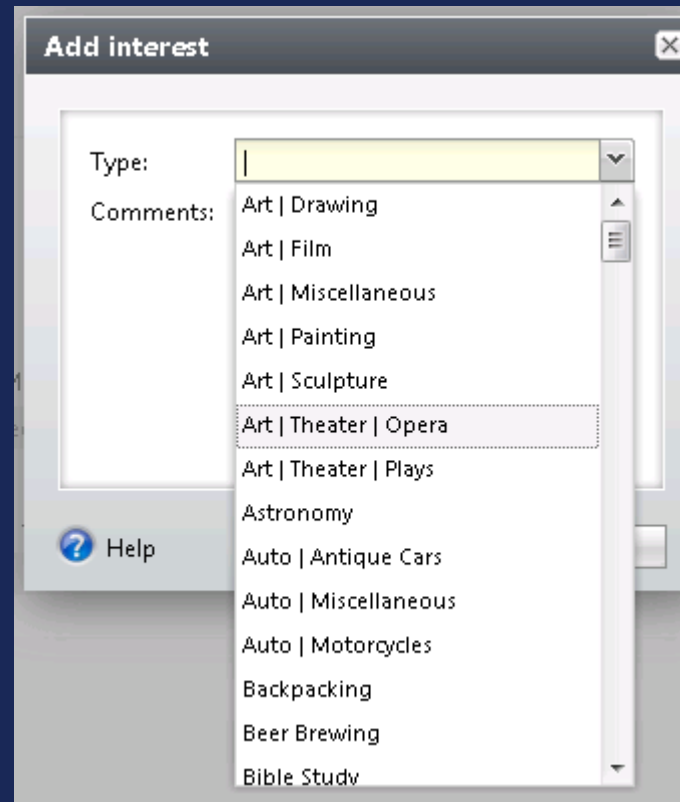 Add interest
Type:
Comments:
Art | Drawing
Art | Film
Art | Miscellaneous
Art | Painting
Art | Sculpture
Art | Theater | Opera
Art | Theater | Plays
Astronomy
Auto | Antique Cars
Auto | Miscellaneous
Auto | Motorcycles
Backpacking
Beer Brewing
Bible Study
Help